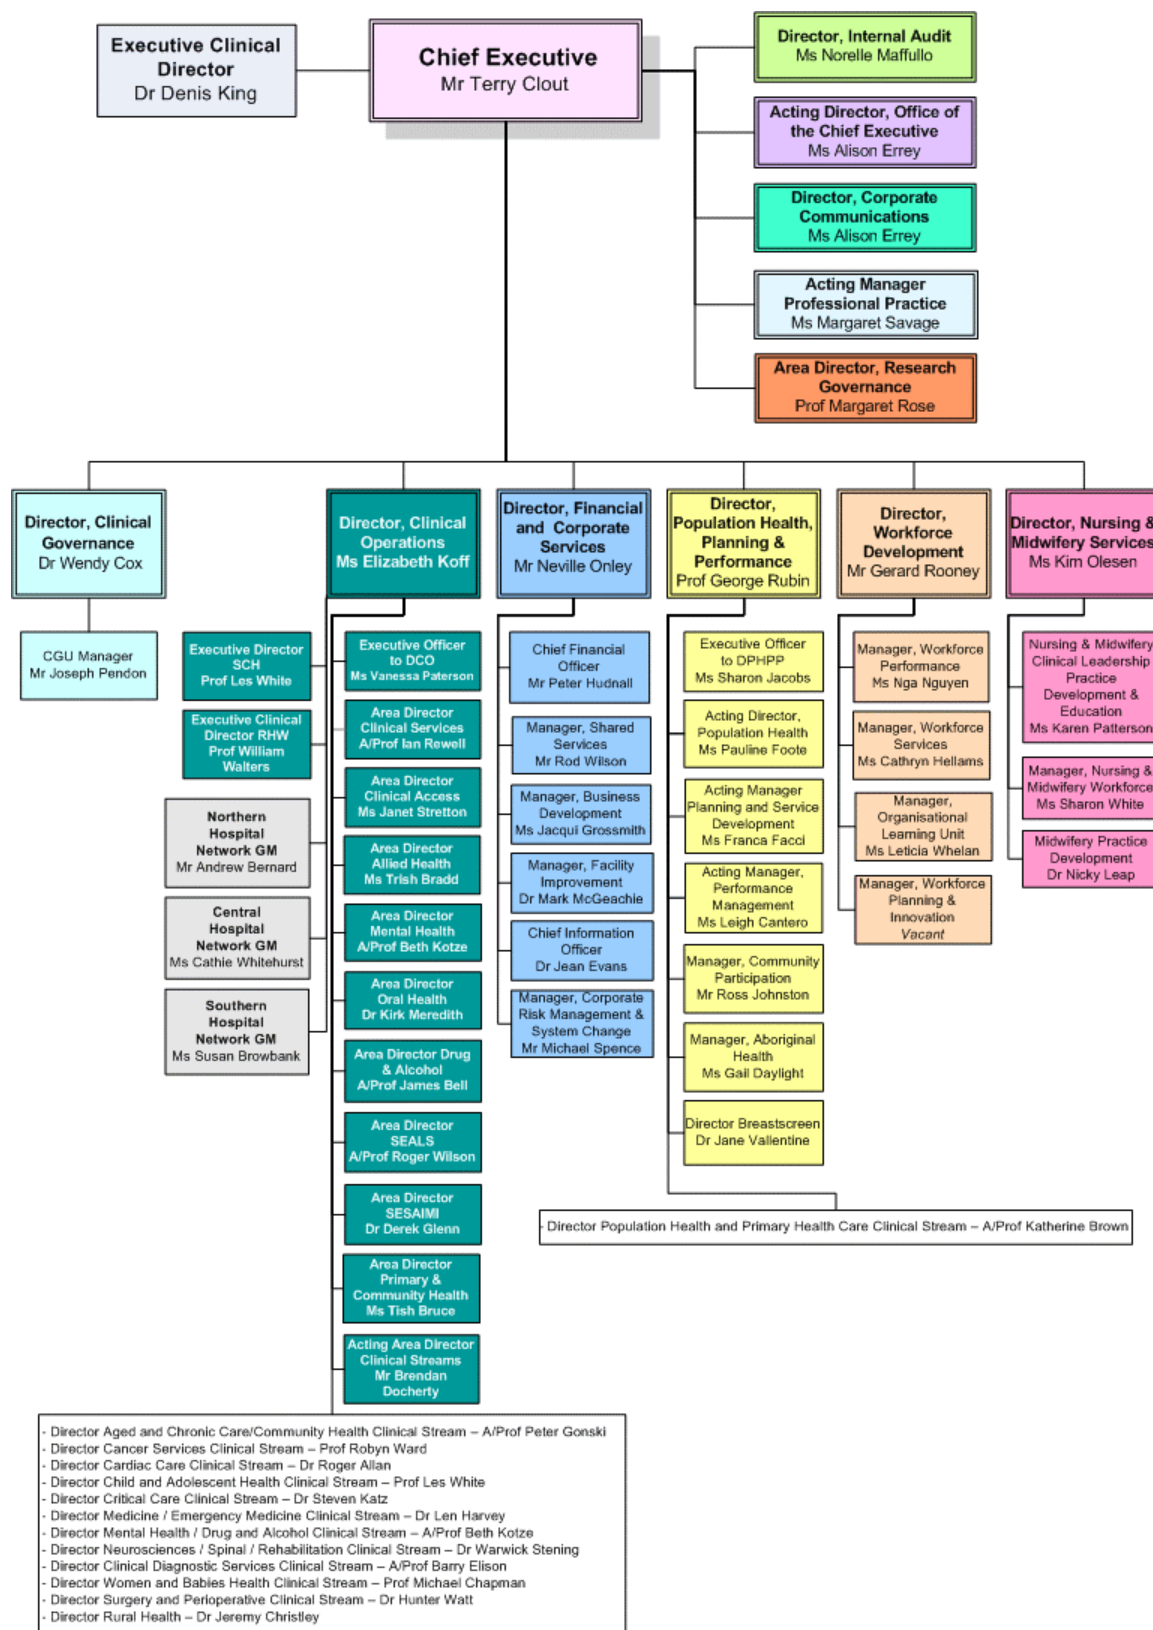 Executive Clinical
Director
Dr Denis King
Chief Executive
Mr Terry Clout
Director, Internal Audit
Ms Norelle Maffullo
Acting Director, Office of
the Chief Executive
Ms Alison Errey
Director, Corporate
Communications
Ms Alison Errey
Acting Manager
Professional Practice
Ms Margaret Savage
Area Director, Research
Governance
Prof Margaret Rose
Director, Clinical
Governance
Dr Wendy Cox
CGU Manager
Mr Joseph Pendon
Director, Clinical
Operations
Ms Elizabeth Koff
Executive Director
SCH
Prof Les White
Executive Clinical
Director RHW
Prof William
Walters
Northern
Hospital
Network GM
Mr Andrew Bernard
Central
Hospital
Network GM
Ms Cathie Whitehurst
Southern
Hospital
Network GM
Ms Susan Browbank
Executive Officer
to DCO
Ms Vanessa Paterson
Area Director
Clinical Services
A/Prof Ian Rewell
Area Director
Clinical Access
Ms Janet Stretton
Area Director
Allied Health
Ms Trish Bradd
Area Director
Mental Health
A/Prof Beth Kotze
Area Director
Oral Health
Dr Kirk Meredith
Area Director Drug
& Alcohol
A/Prof James Bell
Area Director
SEALS
A/Prof Roger Wilson
Area Director
SESAIMI
Dr Derek Glenn
Area Director
Primary &
Community Health
Ms Tish Bruce
Acting Area Director
Clinical Streams
Mr Brendan
Docherty
- Director Aged and Chronic Care/Community Health Clinical Stream – A/Prof Peter Gonski
- Director Cancer Services Clinical Stream – Prof Robyn Ward
- Director Cardiac Care Clinical Stream – Dr Roger Allan
- Director Child and Adolescent Health Clinical Stream – Prof Les White
- Director Critical Care Clinical Stream – Dr Steven Katz
- Director Medicine / Emergency Medicine Clinical Stream – Dr Len Harvey
- Director Mental Health / Drug and Alcohol Clinical Stream – A/Prof Beth Kotze
- Director Neurosciences / Spinal / Rehabilitation Clinical Stream – Dr Warwick Stening
- Director Clinical Diagnostic Services Clinical Stream – A/Prof Barry Elison
- Director Women and Babies Health Clinical Stream – Prof Michael Chapman
- Director Surgery and Perioperative Clinical Stream – Dr Hunter Watt
- Director Rural Health – Dr Jeremy Christley
Director, Financial
and Corporate
Services
Mr Neville Onley
Chief Financial
Officer
Mr Peter Hudnall
Manager, Shared
Services
Mr Rod Wilson
Manager, Business
Development
Ms Jacqui Grossmith
Manager, Facility
Improvement
Dr Mark McGeachie
Chief Information
Officer
Dr Jean Evans
Manager, Corporate
Risk Management &
System Change
Mr Michael Spence
Director,
Population Health,
Planning &
Performance
Prof George Rubin
Executive Officer
to DPHPP
Ms Sharon Jacobs
Acting Director,
Population Health
Ms Pauline Foote
Acting Manager
Planning and Service
Development
Ms Franca Facci
Acting Manager,
Performance
Management
Ms Leigh Cantero
Manager, Community
Participation
Mr Ross Johnston
Manager, Aboriginal
Health
Ms Gail Daylight
Director Breastscreen
Dr Jane Vallentine
- Director Population Health and Primary Health Care Clinical Stream – A/Prof Katherine Brown
Director,
Workforce
Development
Mr Gerard Rooney
Manager, Workforce
Performance
Ms Nga Nguyen
Manager, Workforce
Services
Ms Cathryn Hellams
Manager,
Organisational
Learning Unit
Ms Leticia Whelan
Manager, Workforce
Planning &
Innovation
Vacant
Director, Nursing &
Midwifery Services
Ms Kim Olesen
Nursing & Midwifery
Clinical Leadership
Practice
Development &
Education
Ms Karen Patterson
Manager, Nursing &
Midwifery Workforce
Ms Sharon White
Midwifery Practice
Development
Dr Nicky Leap